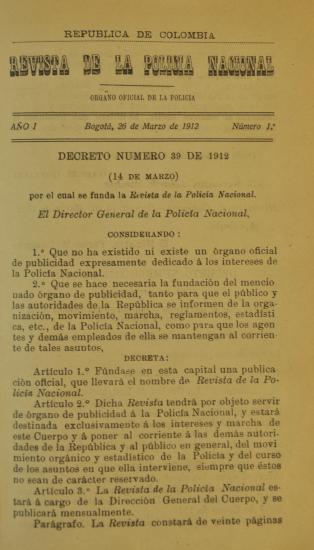 REPUBLICA DE COLOMBIA
REVISTA DE LA POLICIA NACIONAL
ORGANO OFICIAL DE LA POLICIA
AÑO I Bogotá, 26 de Marzo de 1912 Número 1.º
DECRETO NUMERO 39 DE 1912
(14 DE MARZO)
por el cual se funda la Revista de la Policía Nacional.
El Director General de la Policía Nacional,
CONSIDERANDO:
1.º Que no ha existido ni existe un órgano oficial
de publicidad expresamente dedicado á los intereses de
la Policía Nacional.
2.º Que se hace necesaria la fundación del mencio
nado órgano de publicidad, tanto para que el público y
las autoridades de la República se informen de la orga-
nización, movimiento, marcha, reglamentos, estadísti
ca, etc., de la Policía Nacional, como para que los agen
tes y demás empleados de ella se mantengan al corrien-
te de tales asuntos,
DECRETA:
Artículo 1.º Fúndase en esta capital una publica
ción oficial, que llevará el nombre de Revista de la Po-
licía Nacional.
Artículo 2.º Dicha Revista tendrá por objeto servir
de órgano de publicidad á la Policía Nacional, y estará
destinada exclusivamente á los intereses y marcha de
este Cuerpo y á poner al corriente á las demás autori-
dades de la República y al público en general, del movi
miento orgánico y estadístico de la Policía y del curso
de los asuntos en que ella interviene, siempre que éstos
no sean de carácter reservado.
Artículo 3.º La Revista de la Policía Nacional es-
tará á cargo de la Dirección General del Cuerpo, y se
publicará mensualmente.
Parágrafo. La Revista constará de veinte páginas